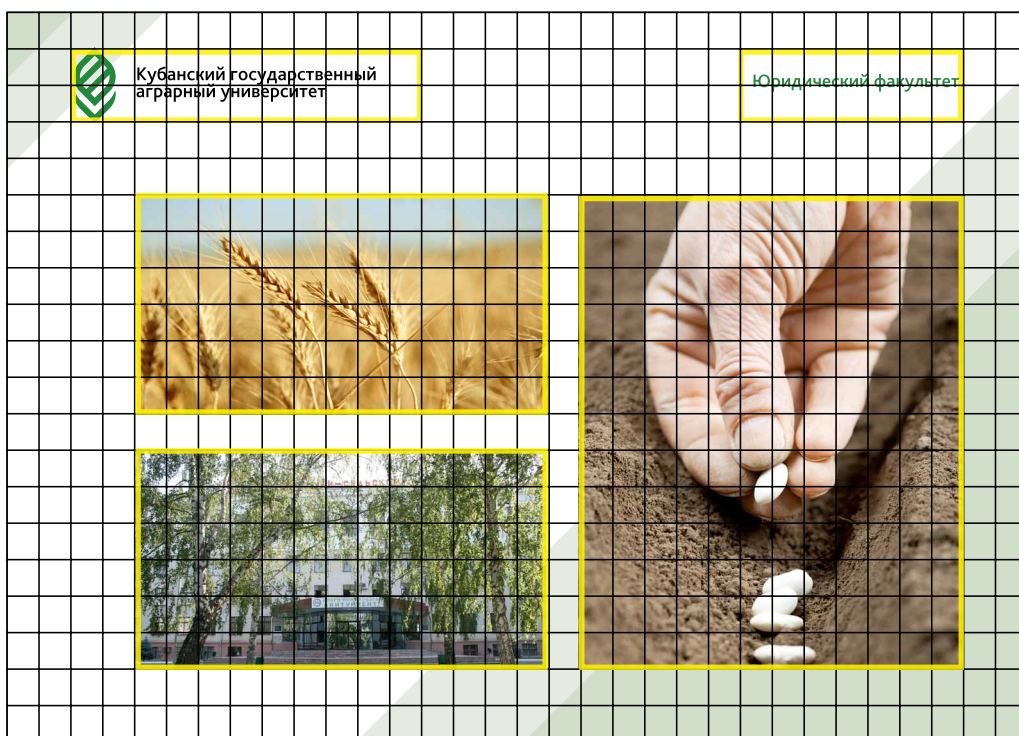 Кубанский государственный
аграрный университет
Юридический факультет